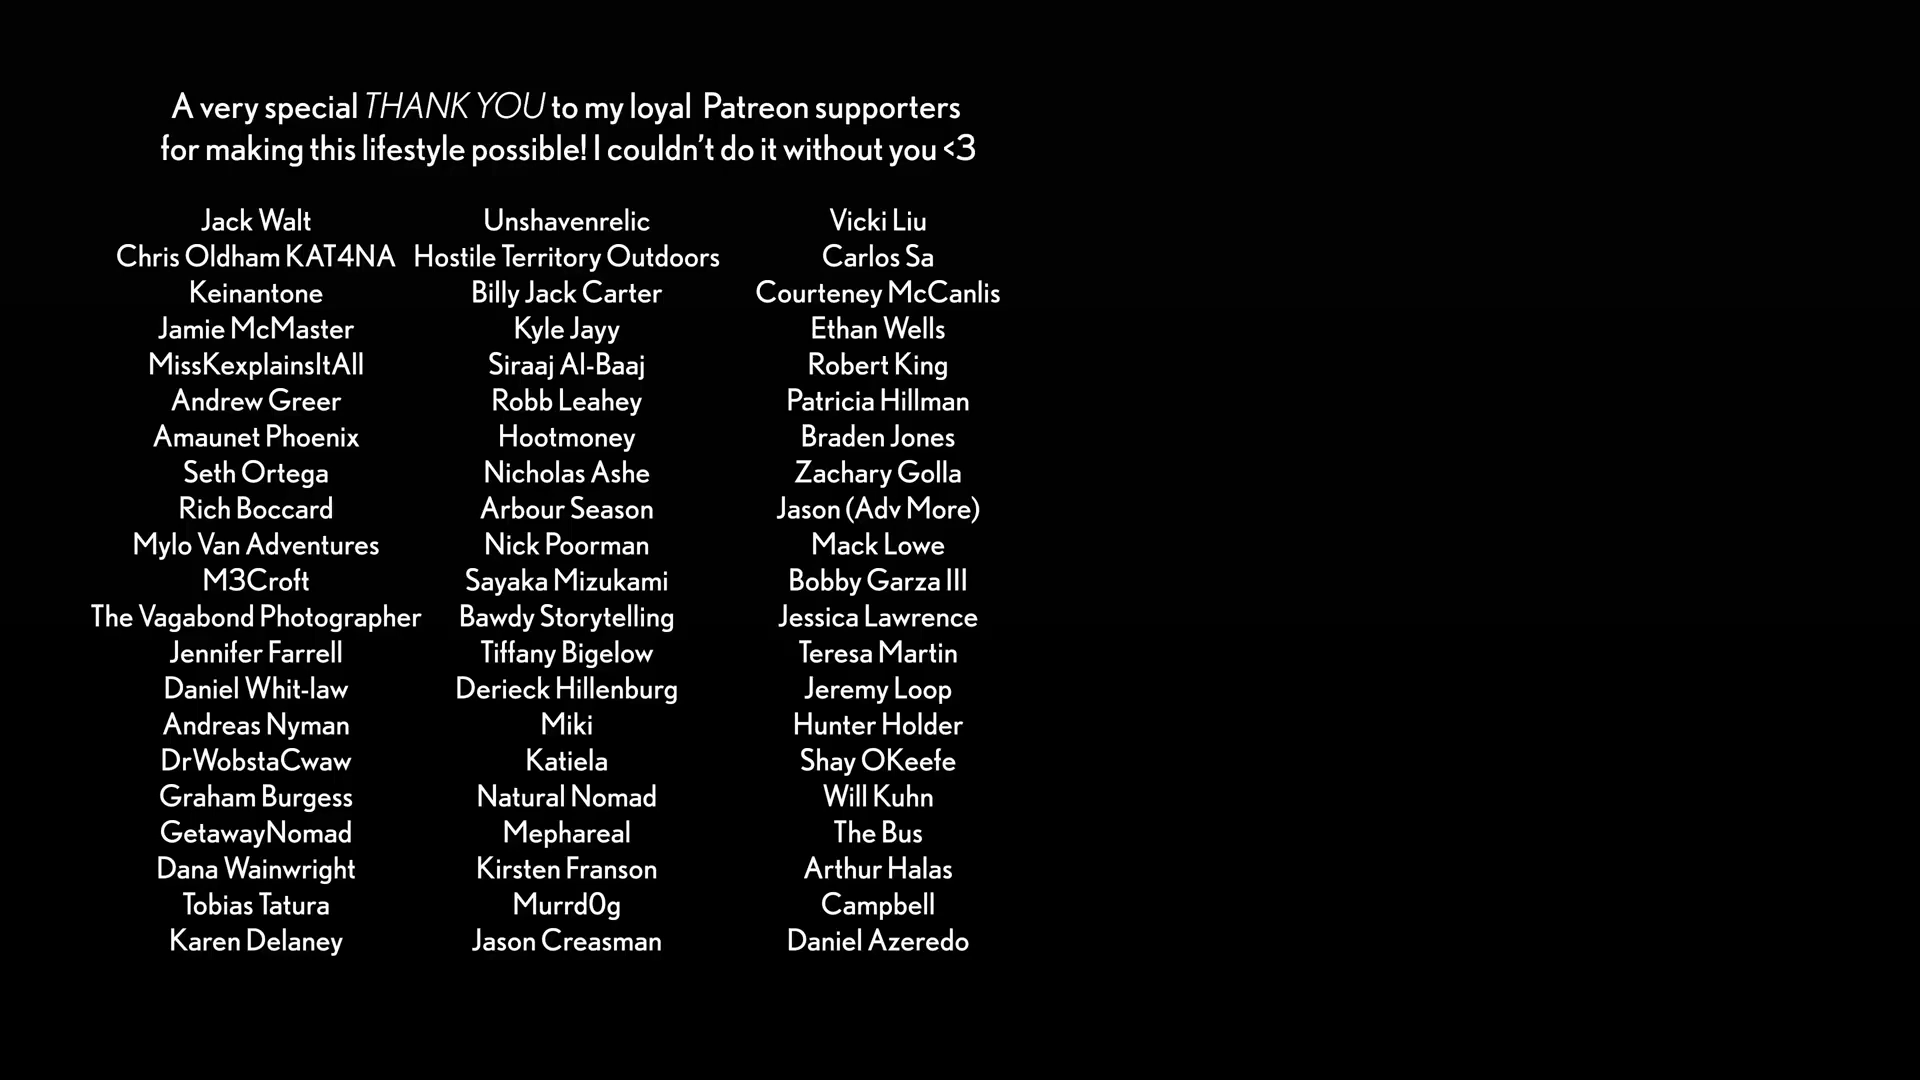 A very special THANK YOU to my loyal Patreon supporters
for making this lifestyle possible! I couldn't do it without you <3
Jack Walt
Chris Oldham KAT4NA
Keinantone
Jamie McMaster
MissKexplainsItAll
Andrew Greer
Amaunet Phoenix
Seth Ortega
Rich Boccard
Mylo Van Adventures
M3Croft
The Vagabond Photographer
Jennifer Farrell
Daniel Whit-law
Andreas Nyman
DrWobstaCwaw
Graham Burgess
GetawayNomad
Dana Wainwright
Tobias Tatura
Karen Delaney
Unshavenrelic
Hostile Territory Outdoors
Billy Jack Carter
Kyle Jayy
Siraaj Al-Baaj
Robb Leahey
Hootmoney
Nicholas Ashe
Arbour Season
Nick Poorman
Sayaka Mizukami
Bawdy Storytelling
Tiffany Bigelow
Derieck Hillenburg
Miki
Katiela
Natural Nomad
Mephareal
Kirsten Franson
Murrd0g
Jason Creasman
Vicki Liu
Carlos Sa
Courteney McCanlis
Ethan Wells
Robert King
Patricia Hillman
Braden Jones
Zachary Golla
Jason (Adv More)
Mack Lowe
Bobby Garza III
Jessica Lawrence
Teresa Martin
Jeremy Loop
Hunter Holder
Shay OKeefe
Will Kuhn
The Bus
Arthur Halas
Campbell
Daniel Azeredo